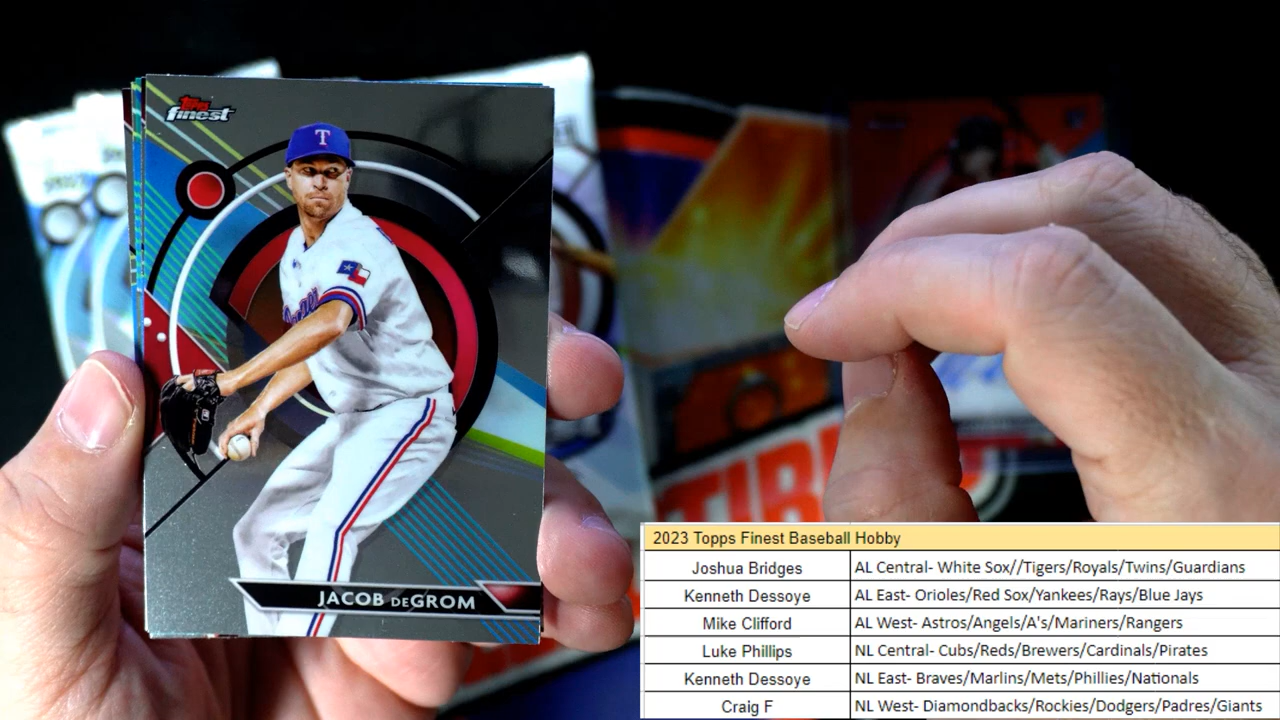 Topps
finest
T
JACOB DEGROM
TIRE
2023 Topps Finest Baseball Hobby
Joshua Bridges AL Central- White Sox//Tigers/Royals/Twins/Guardians
Kenneth Dessoye AL East- Orioles/Red Sox/Yankees/Rays/Blue Jays
Mike Clifford AL West- Astros/Angels/A's/Mariners/Rangers
Luke Phillips NL Central- Cubs/Reds/Brewers/Cardinals/Pirates
Kenneth Dessoye NL East- Braves/Marlins/Mets/Phillies/Nationals
Craig F NL West- Diamondbacks/Rockies/Dodgers/Padres/Giants